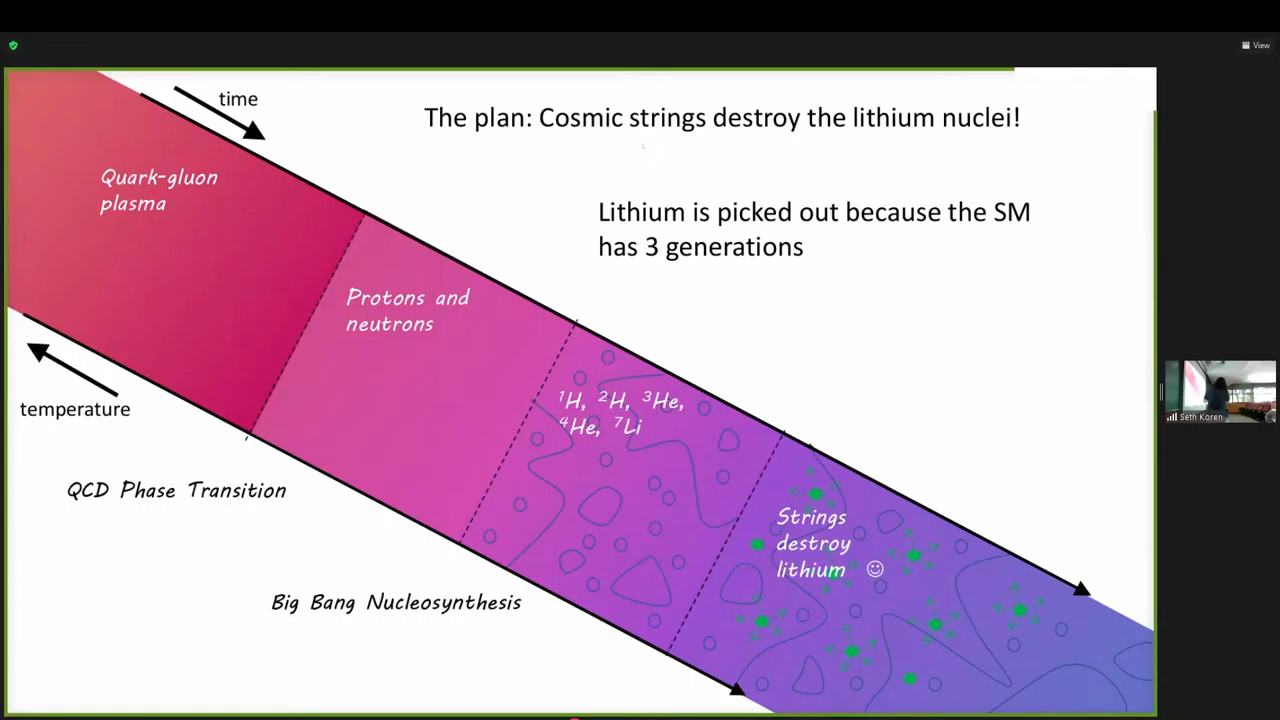 View
time
The plan: Cosmic strings destroy the lithium nuclei!
Quark-gluon
plasma
Lithium is picked out because the SM
has 3 generations
Protons and
neutrons
temperature
¹H, ²H, ³He,
⁴He, ⁷Li
Seth Koren
QCD Phase Transition
Strings
destroy
lithium ☺
Big Bang Nucleosynthesis